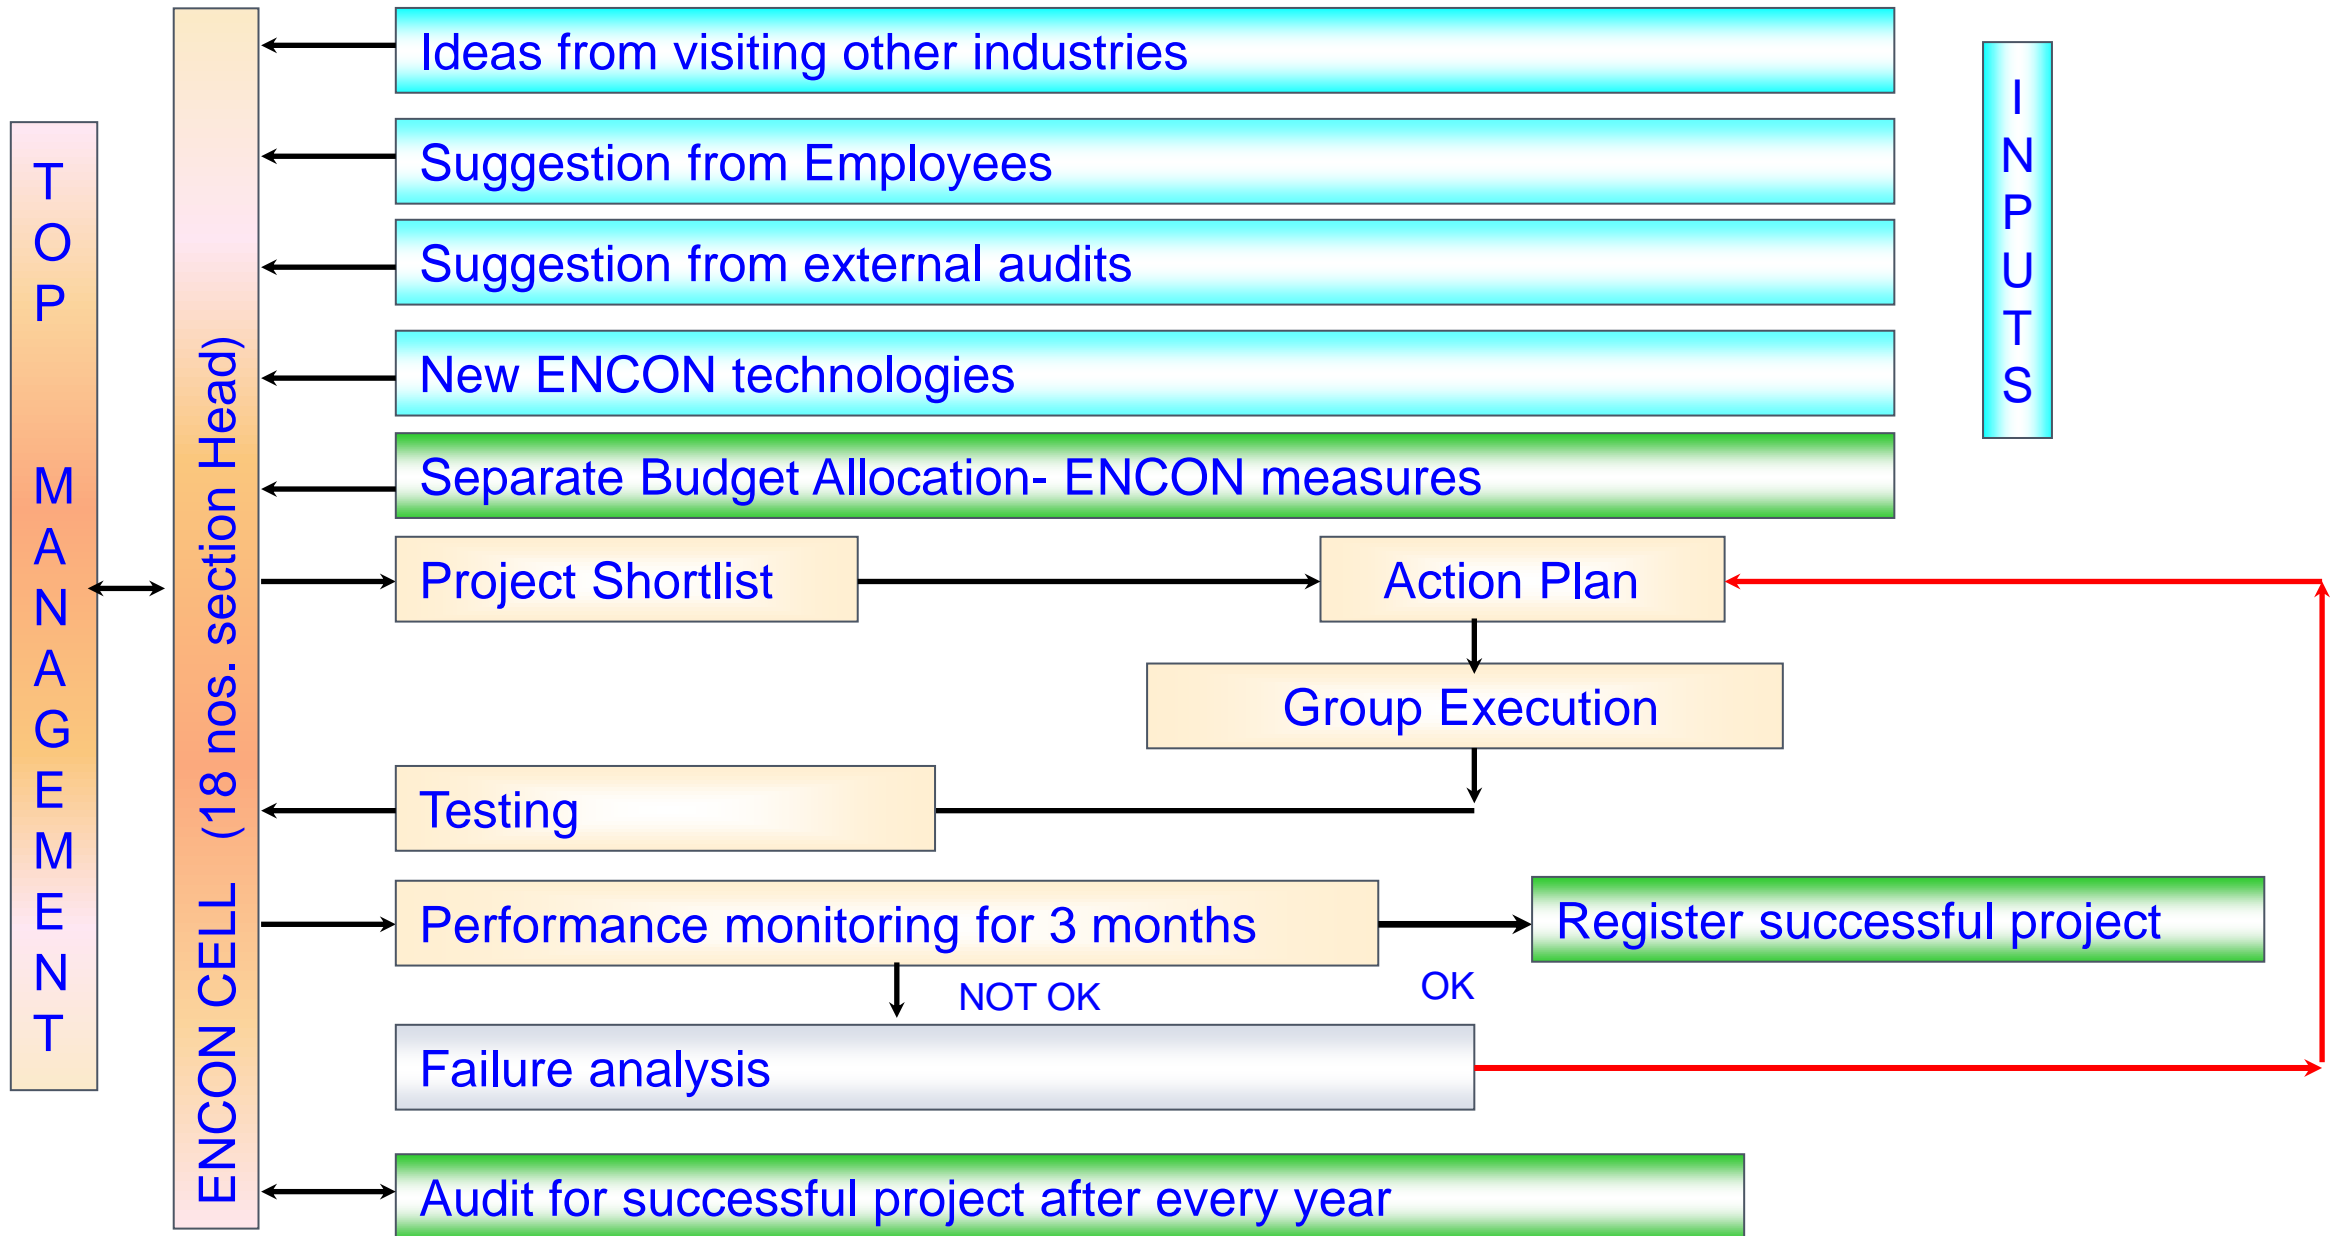 TOP MANAGEMENT
ENCON CELL (18 nos. section Head)
Ideas from visiting other industries
Suggestion from Employees
Suggestion from external audits
New ENCON technologies
INPUTS
Separate Budget Allocation- ENCON measures
Project Shortlist
Action Plan
Group Execution
Testing
Performance monitoring for 3 months
Register successful project
NOT OK
OK
Failure analysis
Audit for successful project after every year